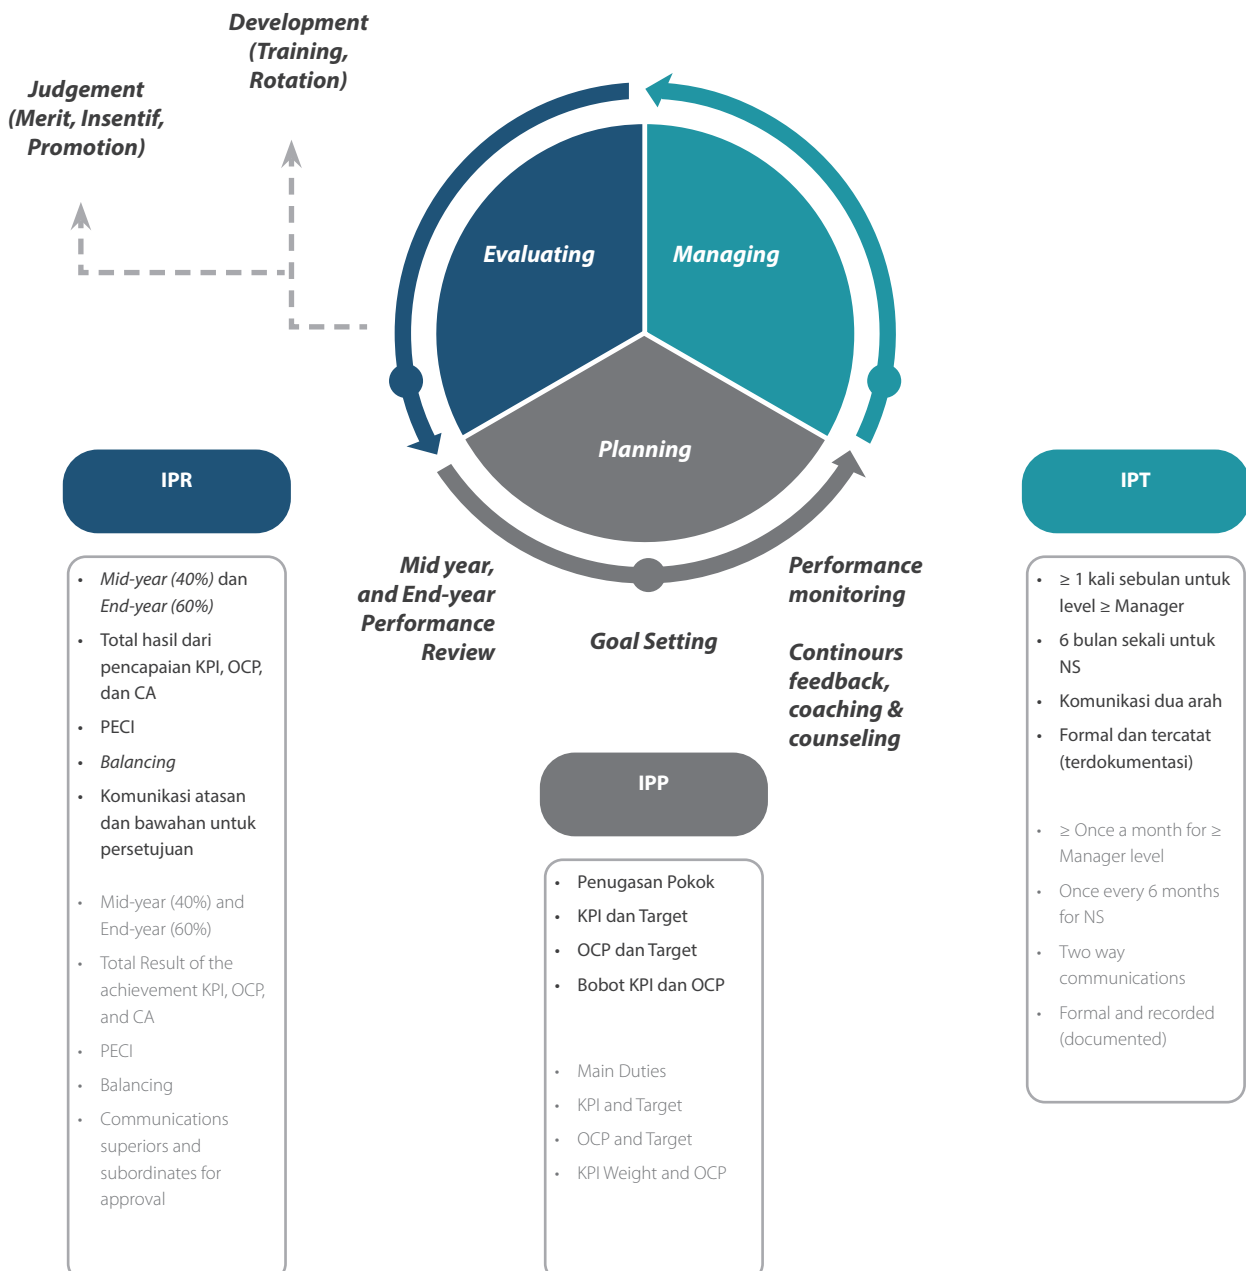 Development
(Training,
Rotation)
Judgement
(Merit, Insentif,
Promotion)
Evaluating
Managing
Planning
IPR
Mid year,
and End-year
Performance
Review
Goal Setting
Performance
monitoring
Continours
feedback,
coaching &
counseling
IPT
• Mid-year (40%) dan
End-year (60%)
• Total hasil dari
pencapaian KPI, OCP,
dan CA
• PECI
• Balancing
• Komunikasi atasan
dan bawahan untuk
persetujuan
• Mid-year (40%) and
End-year (60%)
• Total Result of the
achievement KPI, OCP,
and CA
• PECI
• Balancing
• Communications
superiors and
subordinates for
approval
IPP
• Penugasan Pokok
• KPI dan Target
• OCP dan Target
• Bobot KPI dan OCP
• Main Duties
• KPI and Target
• OCP and Target
• KPI Weight and OCP
• ≥ 1 kali sebulan untuk
level ≥ Manager
• 6 bulan sekali untuk
NS
• Komunikasi dua arah
• Formal dan tercatat
(terdokumentasi)
• ≥ Once a month for ≥
Manager level
• Once every 6 months
for NS
• Two way
communications
• Formal and recorded
(documented)